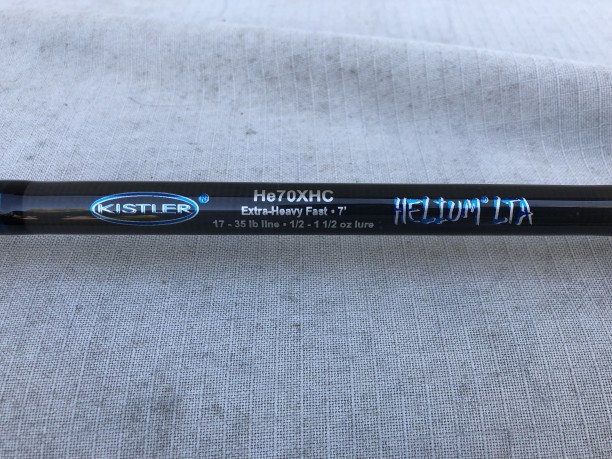 KISTLER®
He70XHC
Extra-Heavy Fast • 7'
17 - 35 lb line • 1/2 - 1 1/2 oz lure
HELIUM® LTA